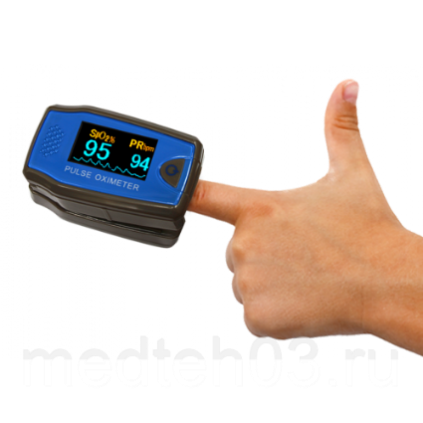 SpO₂% PRbpm
95 94
PULSE OXIMETER
medteh03.ru